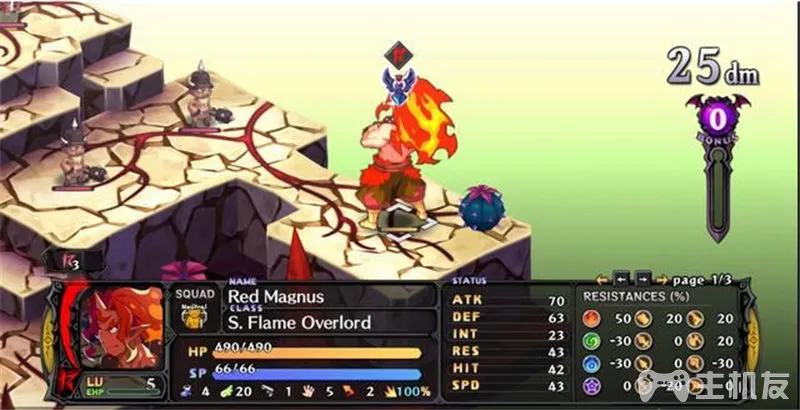 25dm
0
BONUS
3
SQUAD
Neutral
NAME
Red Magnus
CLASS
S. Flame Overlord
HP 490/490
SP 66/66
LV 5
EXP
4 20 1 5 2 100%
STATUS
ATK 70
DEF 63
INT 23
RES 43
HIT 42
SPD 43
page 1/3
RESISTANCES (%)
50 20 20
-30 0 20
-30 0 0
0 -20 0
主机友